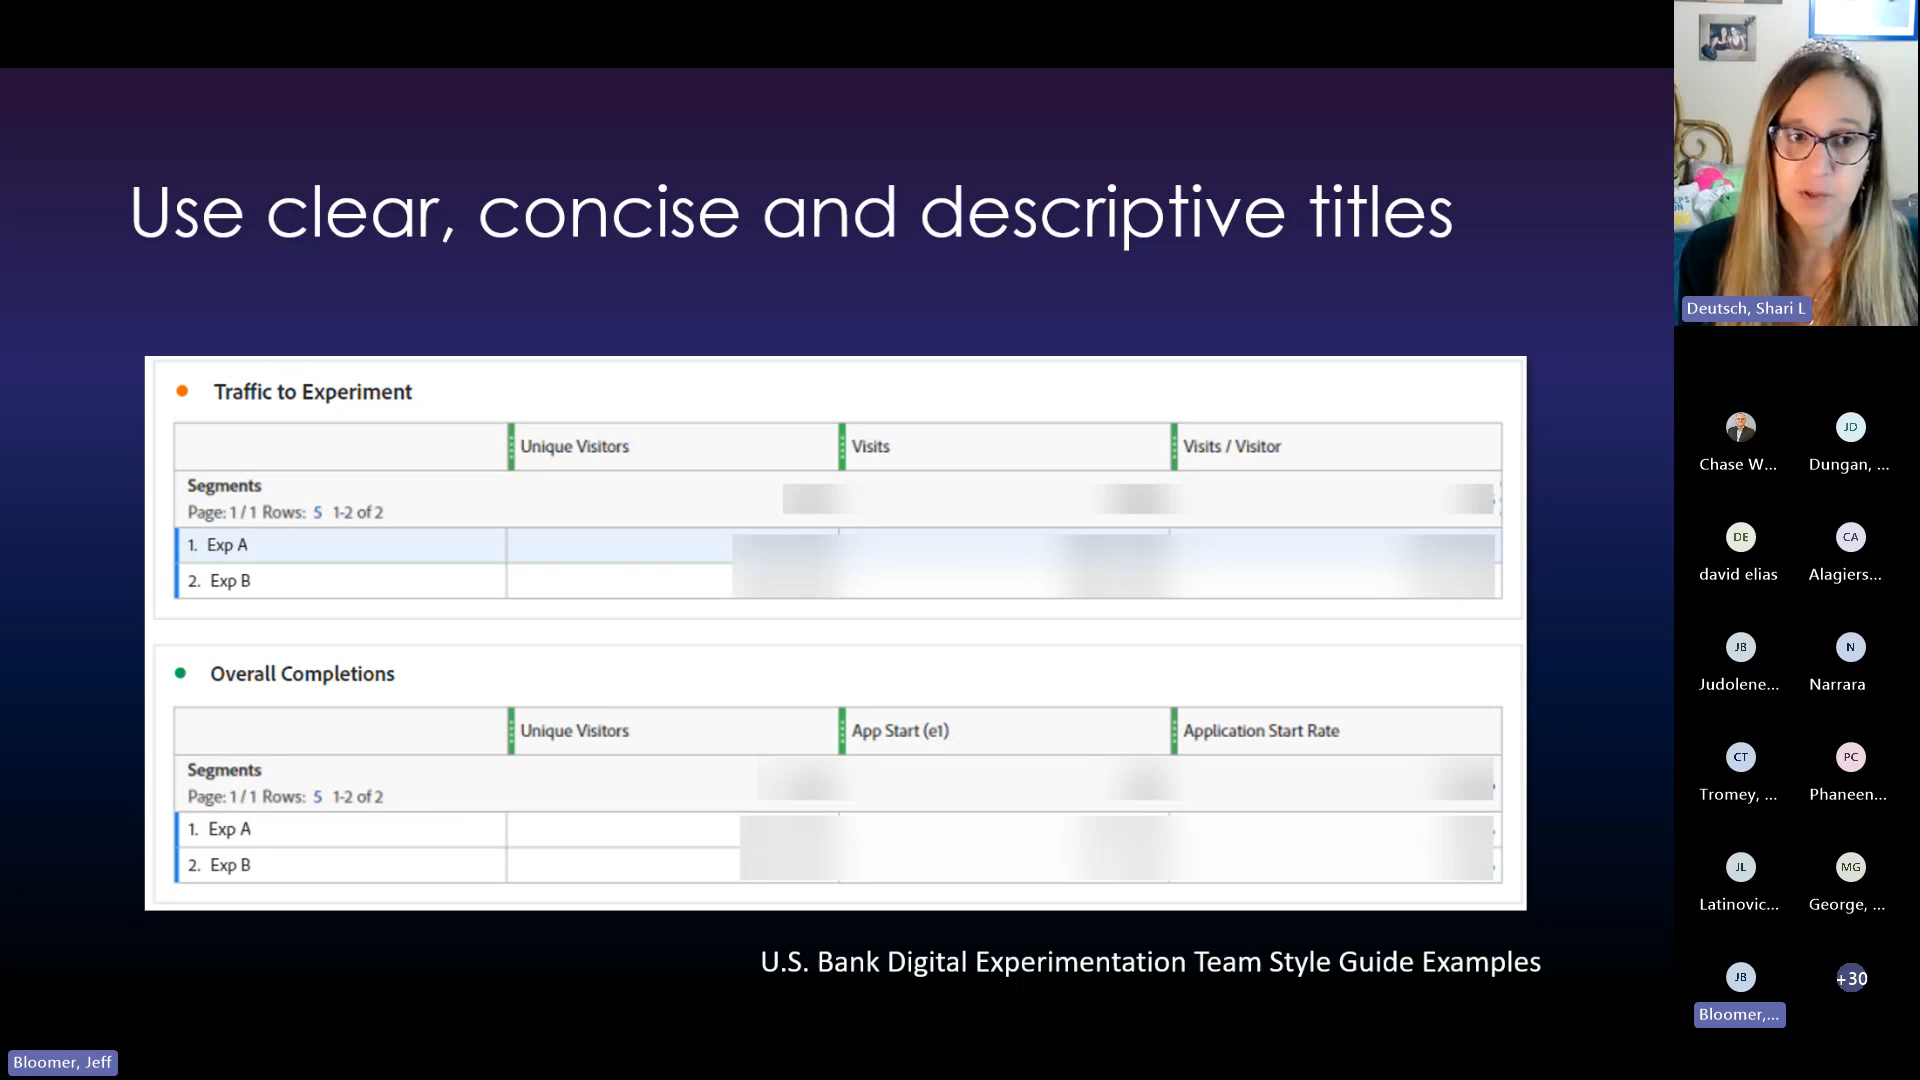 Use clear, concise and descriptive titles
Traffic to Experiment
Unique Visitors
Visits
Visits / Visitor
Segments
Page: 1 / 1 Rows: 5 1-2 of 2
1. Exp A
2. Exp B
Overall Completions
Unique Visitors
App Start (e1)
Application Start Rate
Segments
Page: 1 / 1 Rows: 5 1-2 of 2
1. Exp A
2. Exp B
U.S. Bank Digital Experimentation Team Style Guide Examples
Bloomer, Jeff
Deutsch, Shari L
Chase W...
JD
Dungan, ...
DE
david elias
CA
Alagiers...
JB
Judolene...
N
Narrara
CT
Tromey, ...
PC
Phaneen...
JL
Latinovic...
MG
George, ...
JB
Bloomer,...
+30